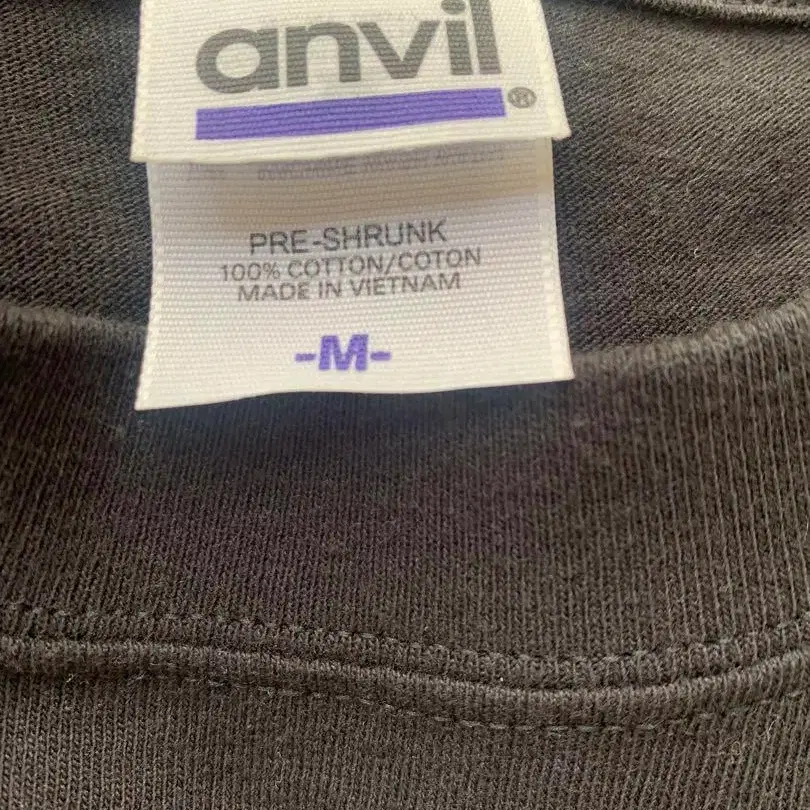 anvil®
PRE-SHRUNK
100% COTTON/COTON
MADE IN VIETNAM
-M-